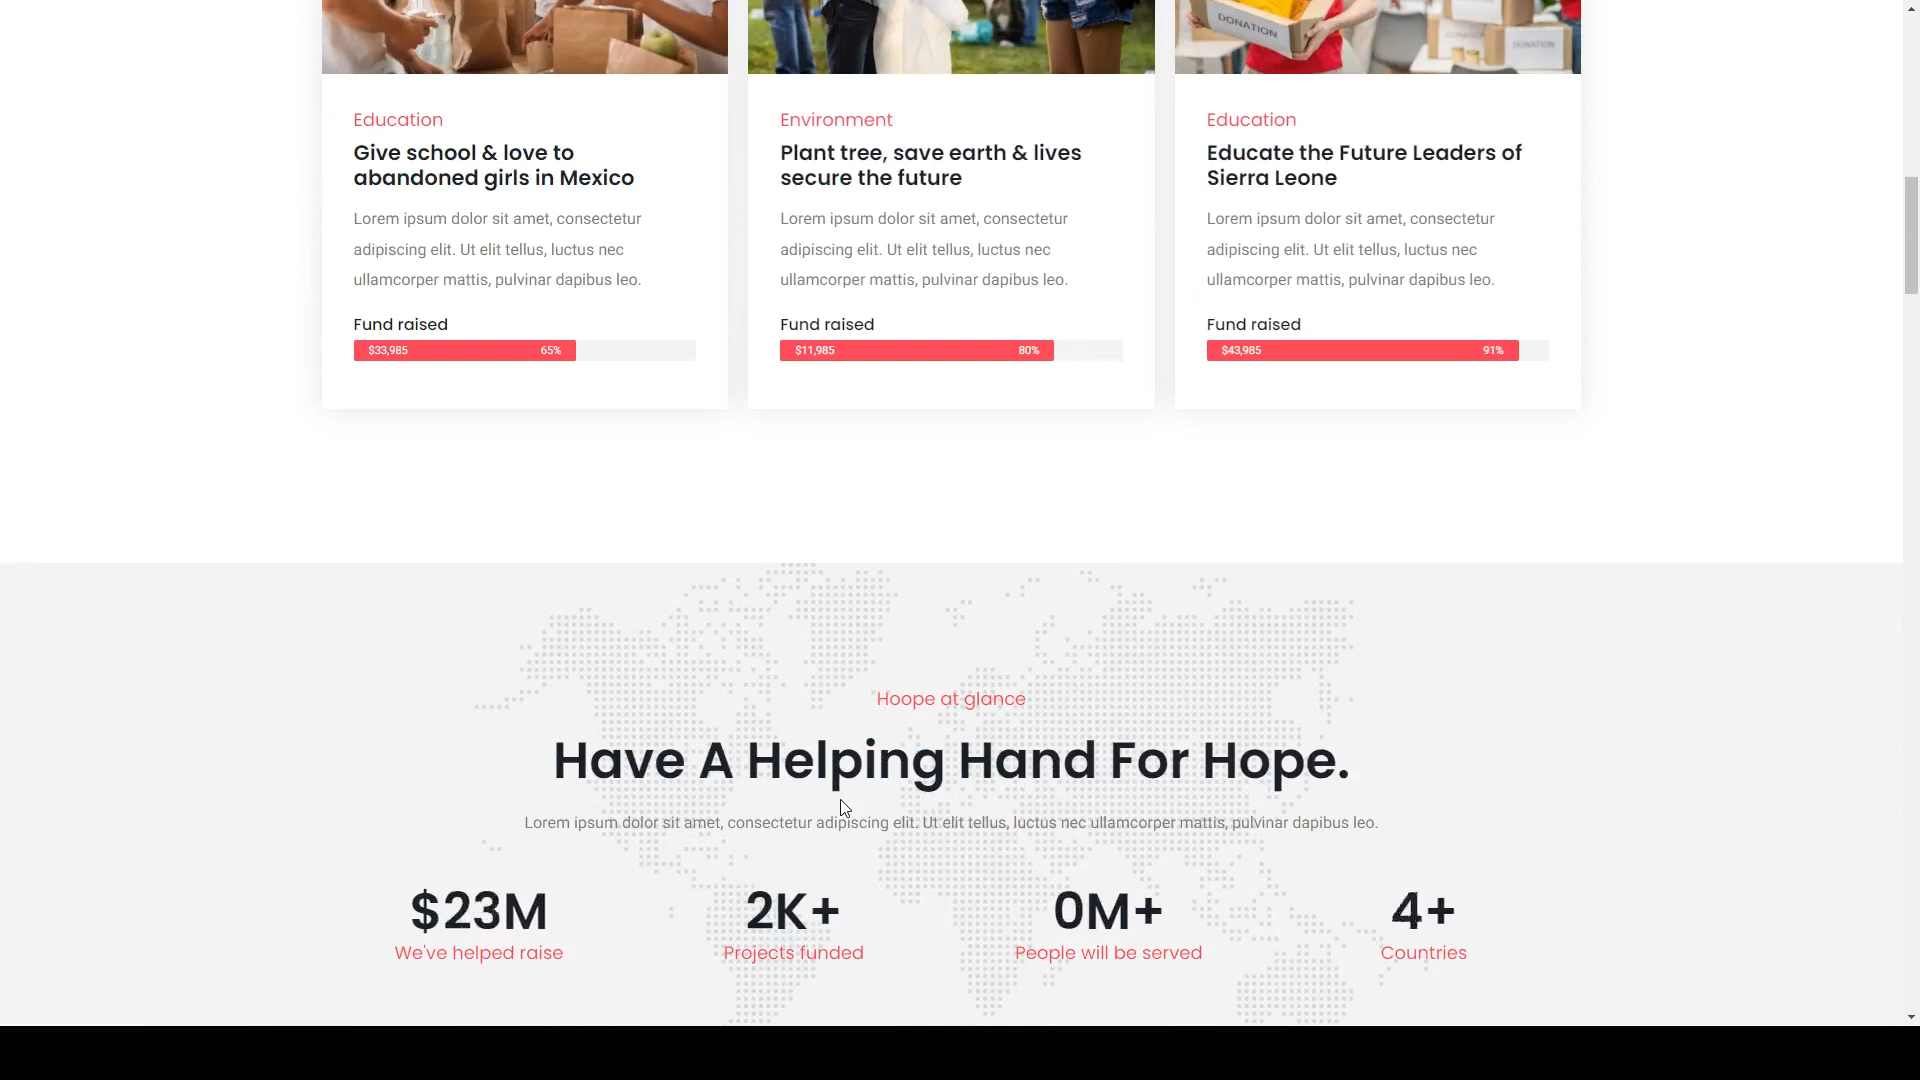 DONATION
DONATION
Education
Give school & love to
abandoned girls in Mexico
Lorem ipsum dolor sit amet, consectetur
adipiscing elit. Ut elit tellus, luctus nec
ullamcorper mattis, pulvinar dapibus leo.
Fund raised
$33,985 65%
Environment
Plant tree, save earth & lives
secure the future
Lorem ipsum dolor sit amet, consectetur
adipiscing elit. Ut elit tellus, luctus nec
ullamcorper mattis, pulvinar dapibus leo.
Fund raised
$11,985 80%
Education
Educate the Future Leaders of
Sierra Leone
Lorem ipsum dolor sit amet, consectetur
adipiscing elit. Ut elit tellus, luctus nec
ullamcorper mattis, pulvinar dapibus leo.
Fund raised
$43,985 91%
Hoope at glance
Have A Helping Hand For Hope.
Lorem ipsum dolor sit amet, consectetur adipiscing elit. Ut elit tellus, luctus nec ullamcorper mattis, pulvinar dapibus leo.
$23M
We've helped raise
2K+
Projects funded
0M+
People will be served
4+
Countries